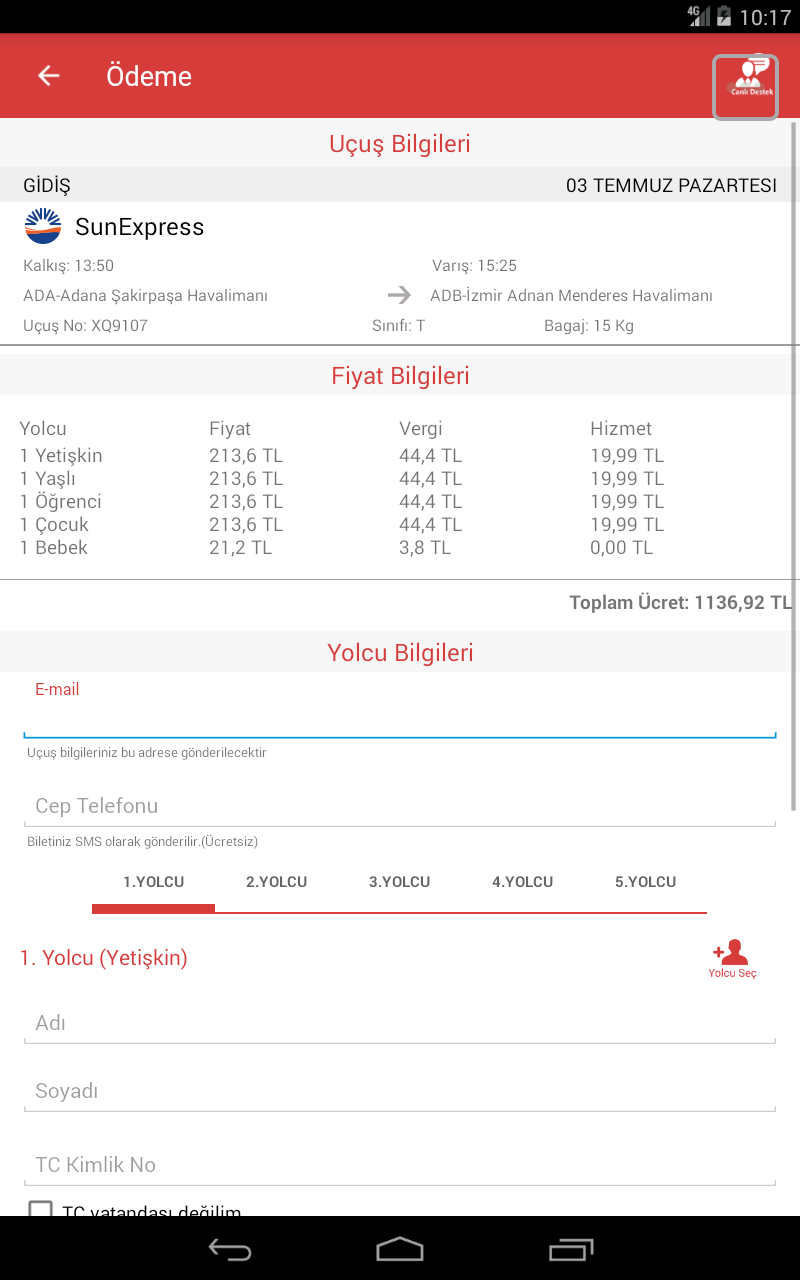 4G 10:17
Ödeme
Canlı Destek
Uçuş Bilgileri
GİDİŞ 03 TEMMUZ PAZARTESI
SunExpress
Kalkış: 13:50 Varış: 15:25
ADA-Adana Şakirpaşa Havalimanı ADB-İzmir Adnan Menderes Havalimanı
Uçuş No: XQ9107 Sınıfı: T Bagaj: 15 Kg
Fiyat Bilgileri
Yolcu Fiyat Vergi Hizmet
1 Yetişkin 213,6 TL 44,4 TL 19,99 TL
1 Yaşlı 213,6 TL 44,4 TL 19,99 TL
1 Öğrenci 213,6 TL 44,4 TL 19,99 TL
1 Çocuk 213,6 TL 44,4 TL 19,99 TL
1 Bebek 21,2 TL 3,8 TL 0,00 TL
Toplam Ücret: 1136,92 TL
Yolcu Bilgileri
E-mail
Uçuş bilgileriniz bu adrese gönderilecektir
Cep Telefonu
Biletiniz SMS olarak gönderilir.(Ücretsiz)
1.YOLCU 2.YOLCU 3.YOLCU 4.YOLCU 5.YOLCU
1. Yolcu (Yetişkin)
Yolcu Seç
Adı
Soyadı
TC Kimlik No
TC vatandaşı değilim